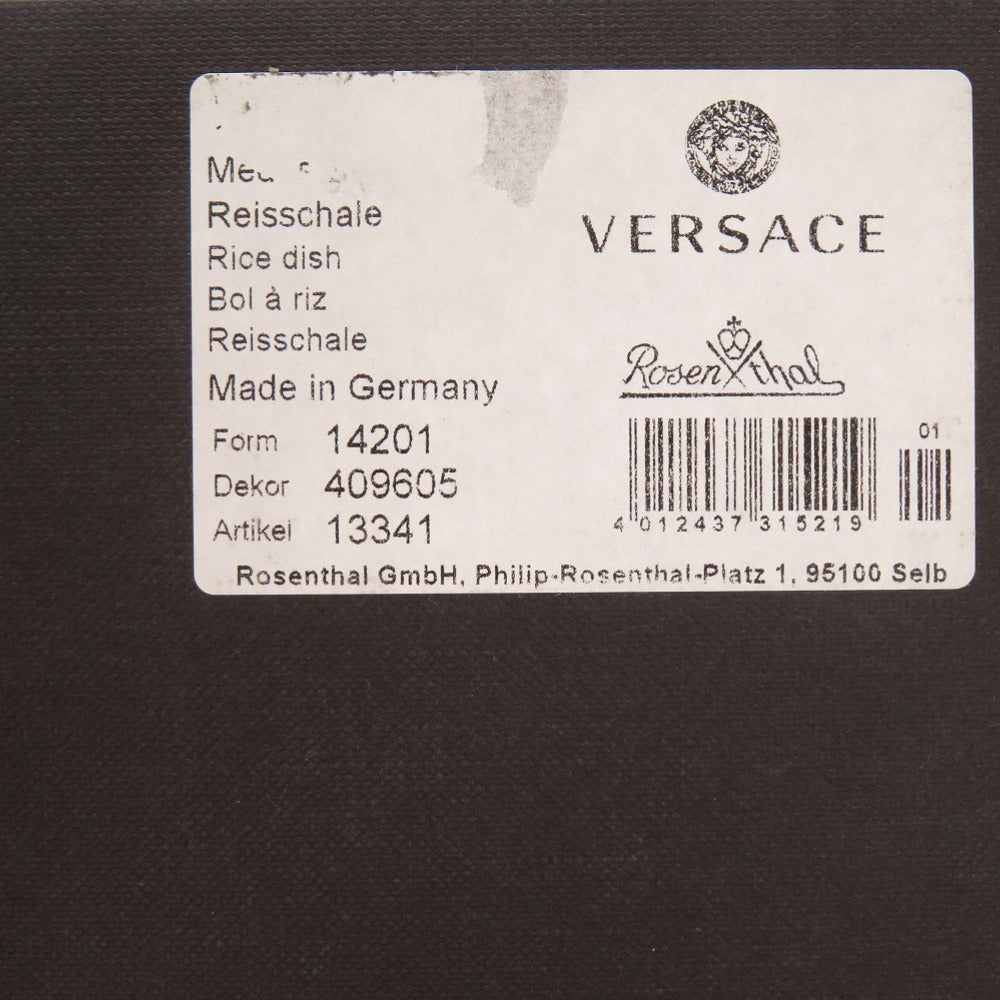 Reisschale
Rice dish
Bol à riz
Reisschale
Made in Germany
Form 14201
Dekor 409605
Artikel 13341
VERSACE
Rosenthal
01
4 012437 315219
Rosenthal GmbH, Philip-Rosenthal-Platz 1, 95100 Selb